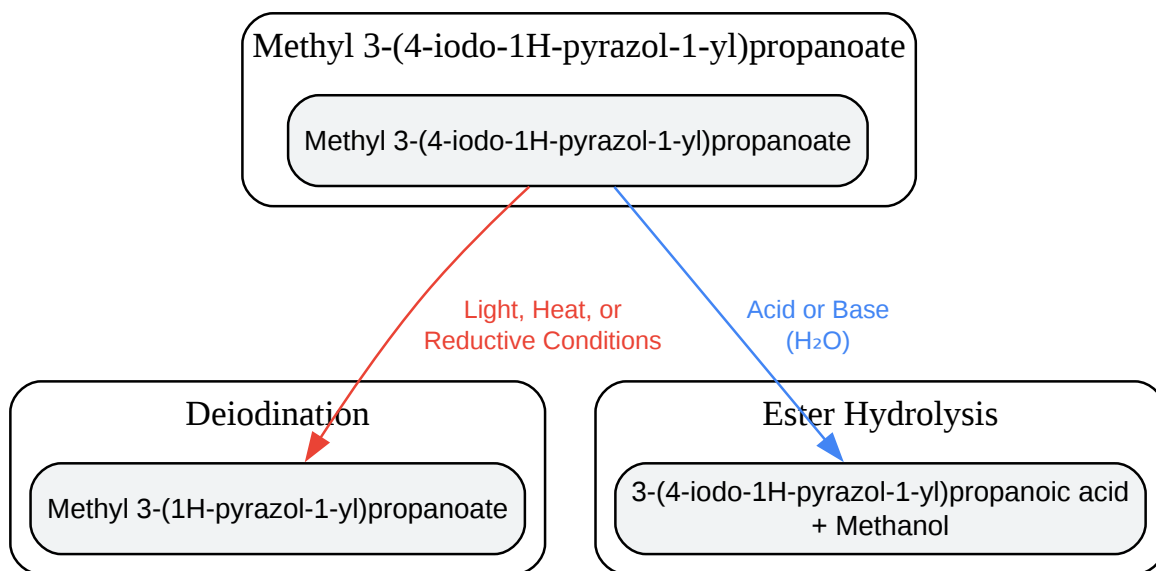 Methyl 3-(4-iodo-1H-pyrazol-1-yl)propanoate
Methyl 3-(4-iodo-1H-pyrazol-1-yl)propanoate
Light, Heat, or
Reductive Conditions
Acid or Base
(H₂O)
Deiodination
Methyl 3-(1H-pyrazol-1-yl)propanoate
Ester Hydrolysis
3-(4-iodo-1H-pyrazol-1-yl)propanoic acid
+ Methanol